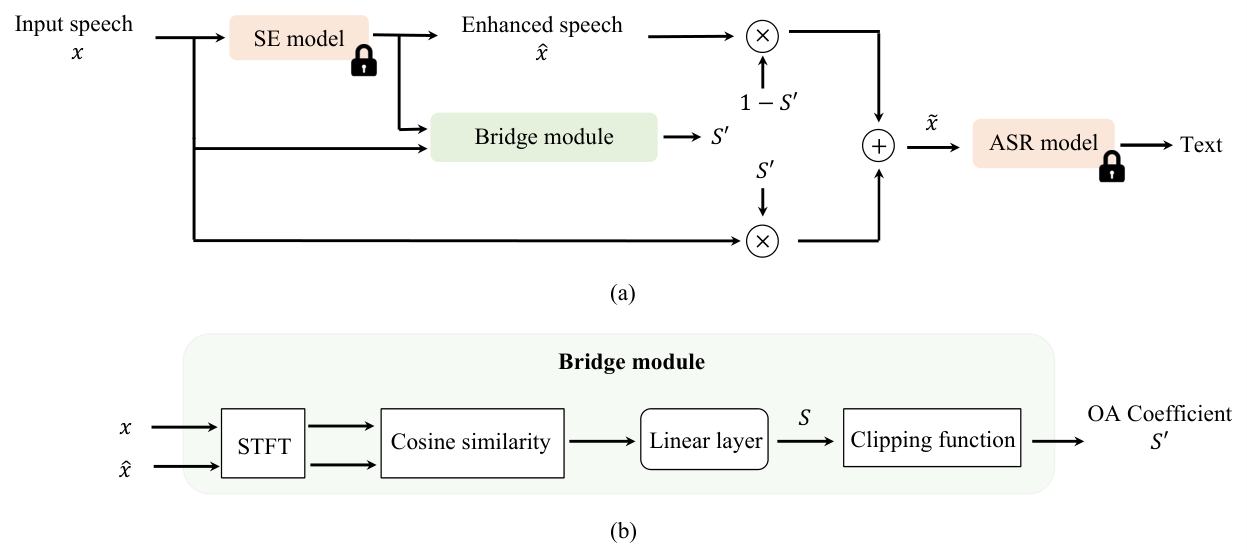 Input speech
x
SE model
Enhanced speech
x̂
×
1 − S′
Bridge module
S′
S′
×
+
x̃
ASR model
Text
(a)
Bridge module
x
x̂
STFT
Cosine similarity
Linear layer
S
Clipping function
OA Coefficient
S′
(b)